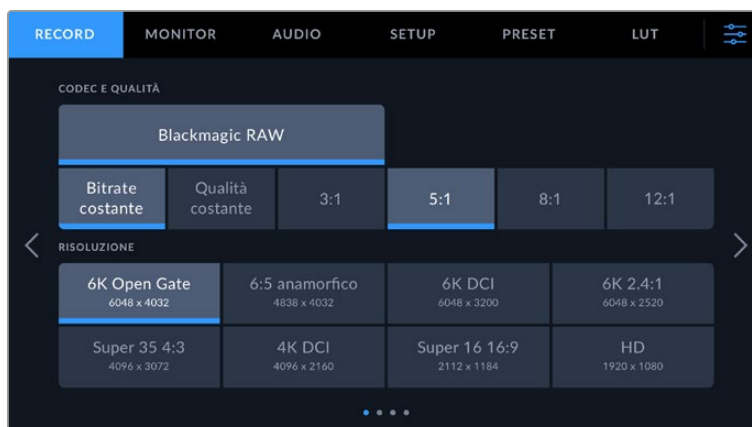 RECORD MONITOR AUDIO SETUP PRESET LUT
CODEC E QUALITÀ
Blackmagic RAW
Bitrate costante Qualità costante 3:1 5:1 8:1 12:1
RISOLUZIONE
6K Open Gate 6:5 anamorfico 6K DCI 6K 2.4:1
6048 x 4032 4838 x 4032 6048 x 3200 6048 x 2520
Super 35 4:3 4K DCI Super 16 16:9 HD
4096 x 3072 4096 x 2160 2112 x 1184 1920 x 1080